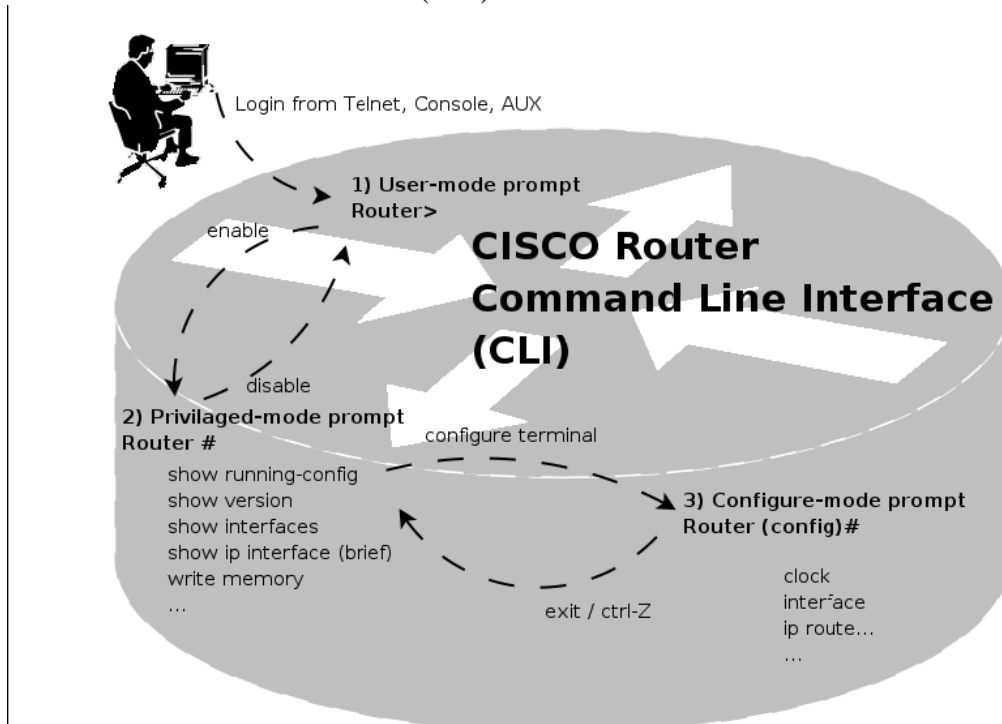 Login from Telnet, Console, AUX
1) User-mode prompt
Router>
enable
CISCO Router
Command Line Interface
(CLI)
disable
2) Privilaged-mode prompt
Router #
configure terminal
show running-config
show version
show interfaces
show ip interface (brief)
write memory
...
3) Configure-mode prompt
Router (config)#
clock
interface
ip route...
...
exit / ctrl-Z